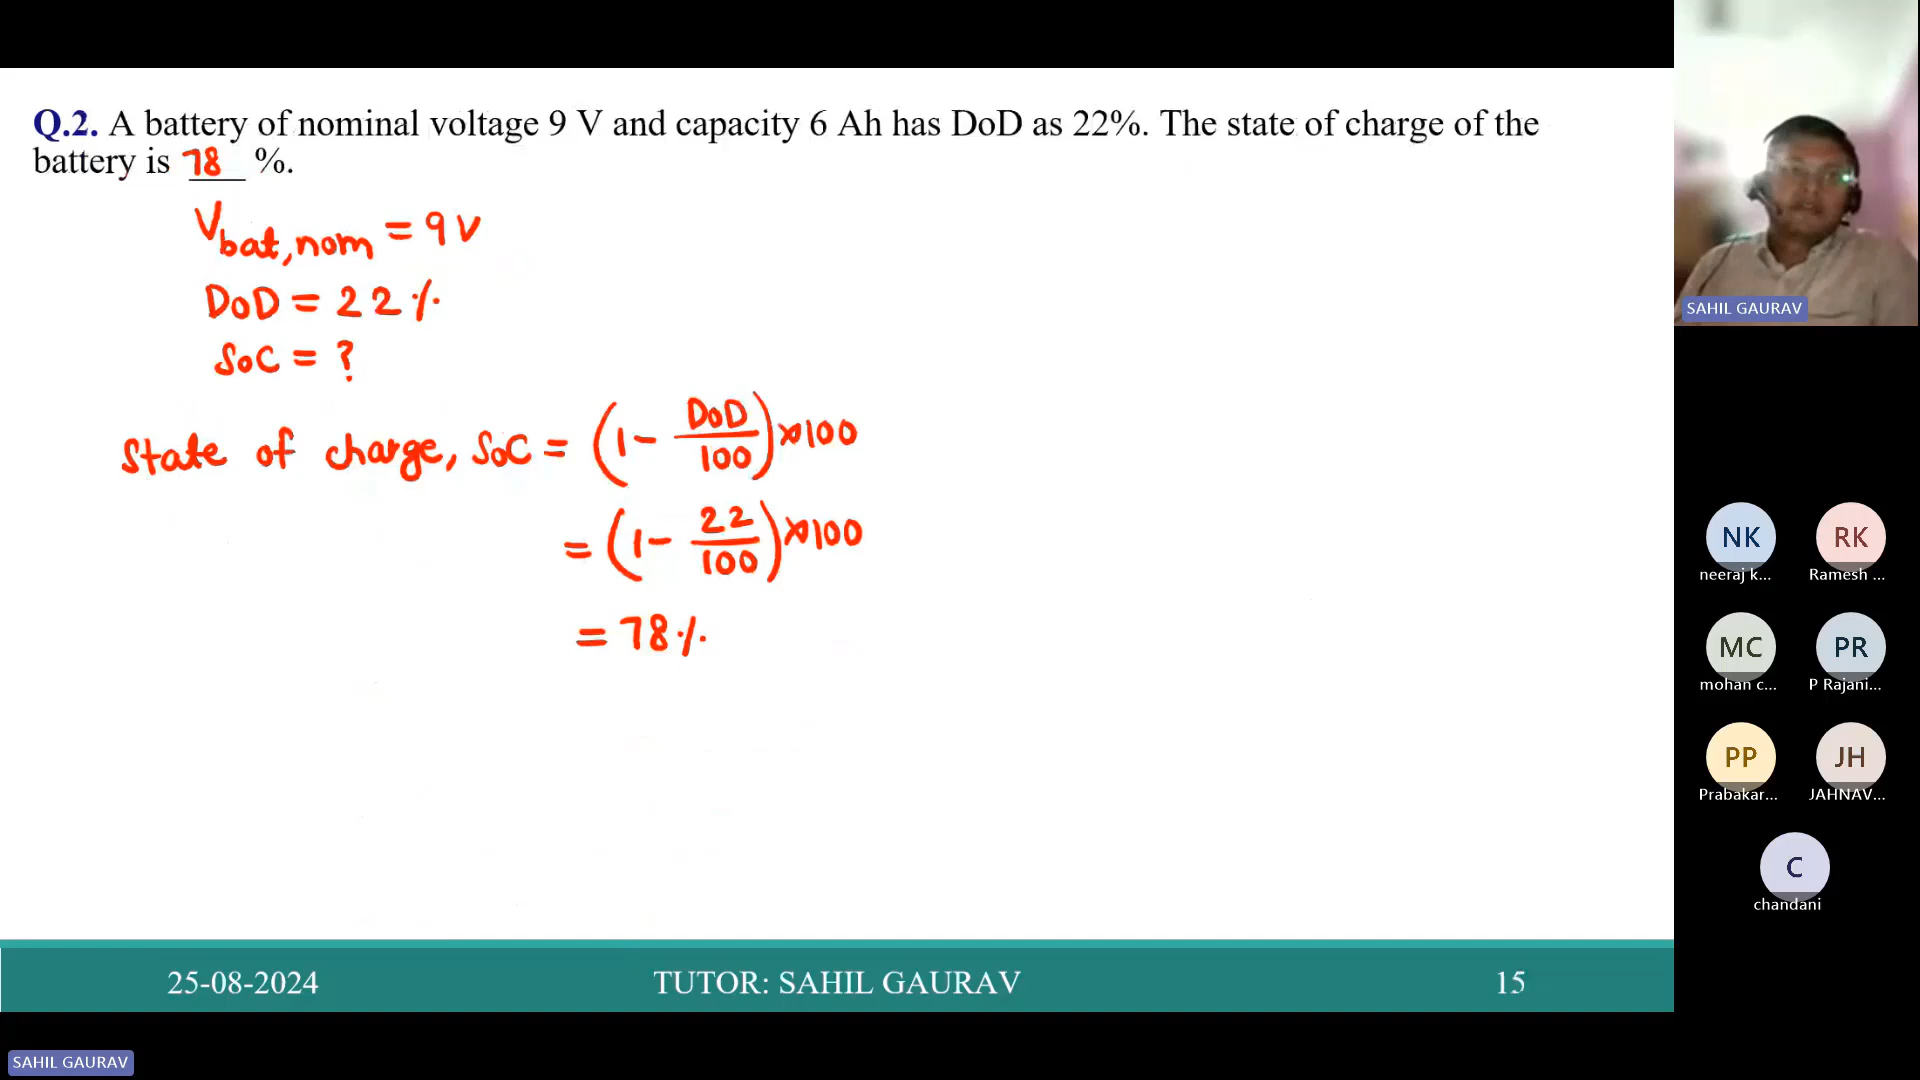 Q.2. A battery of nominal voltage 9 V and capacity 6 Ah has DoD as 22%. The state of charge of the
battery is 78 %.
Vbat,nom = 9V
DoD = 22%
SoC = ?
State of charge, SoC = (1 - DoD/100) × 100
= (1 - 22/100) × 100
= 78%
25-08-2024 TUTOR: SAHIL GAURAV 15
SAHIL GAURAV
SAHIL GAURAV
NK RK
neeraj k... Ramesh ...
MC PR
mohan c... P Rajani...
PP JH
Prabakar... JAHNAV...
C
chandani